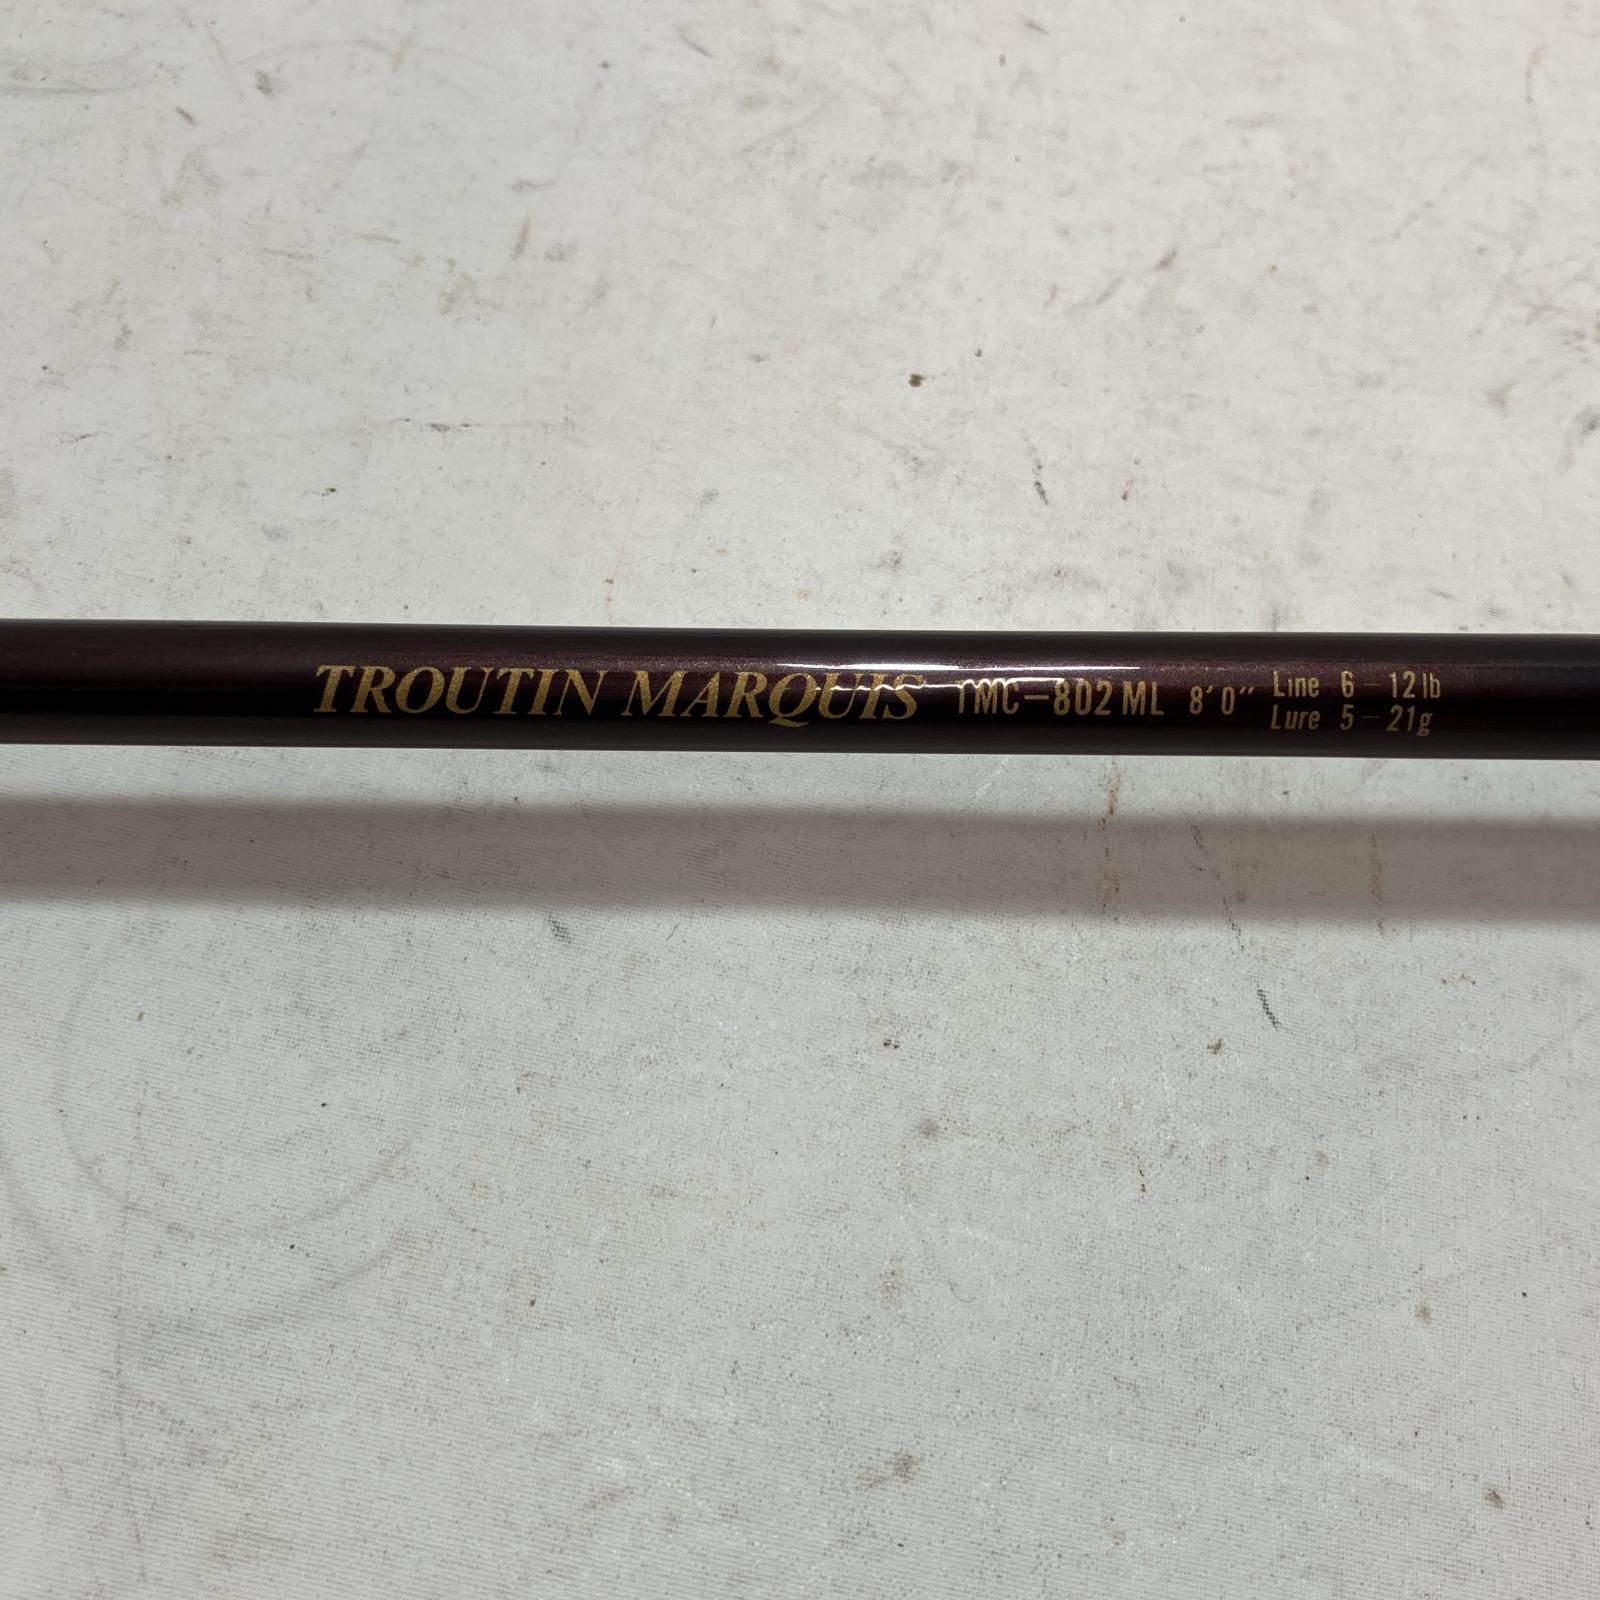 TROUTIN MARQUIS TMC-802ML 8'0" Line 6-12lb
Lure 5-21g